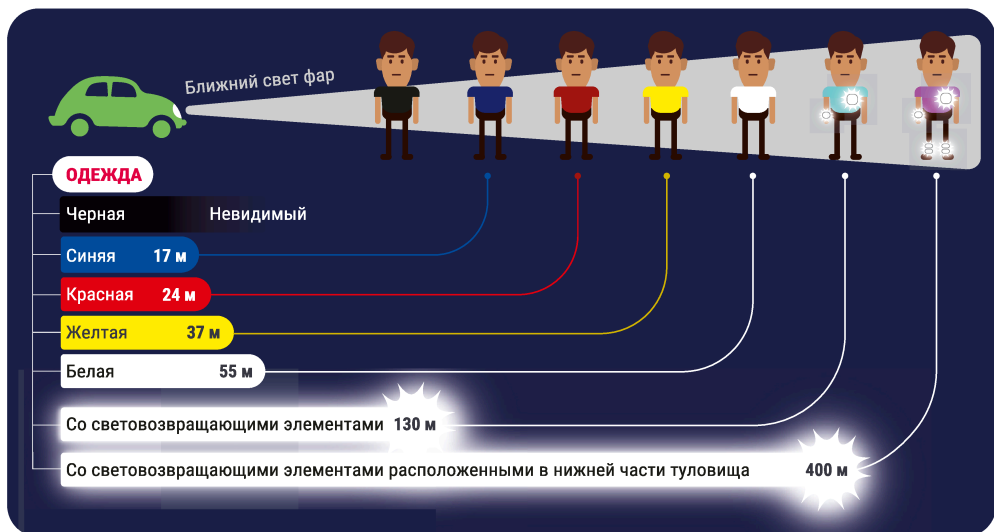 Ближний свет фар
ОДЕЖДА
Черная Невидимый
Синяя 17 м
Красная 24 м
Желтая 37 м
Белая 55 м
Со световозвращающими элементами 130 м
Со световозвращающими элементами расположенными в нижней части туловища 400 м